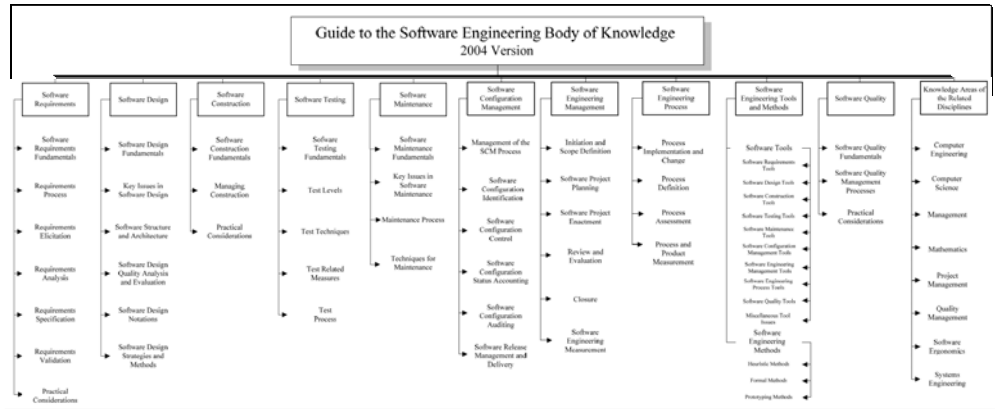 Guide to the Software Engineering Body of Knowledge
2004 Version
Software
Requirements
Software
Requirements
Fundamentals
Requirements
Process
Requirements
Elicitation
Requirements
Analysis
Requirements
Specification
Requirements
Validation
Practical
Considerations
Software Design
Software Design
Fundamentals
Key Issues in
Software Design
Software Structure
and Architecture
Software Design
Quality Analysis
and Evaluation
Software Design
Notations
Software Design
Strategies and
Methods
Software
Construction
Software
Construction
Fundamentals
Managing
Construction
Practical
Considerations
Software Testing
Software
Testing
Fundamentals
Test Levels
Test Techniques
Test Related
Measures
Test
Process
Software
Maintenance
Software
Maintenance
Fundamentals
Key Issues in
Software
Maintenance
Maintenance Process
Techniques for
Maintenance
Software
Configuration
Management
Management of the
SCM Process
Software
Configuration
Identification
Software
Configuration
Control
Software
Configuration
Status Accounting
Software
Configuration
Auditing
Software Release
Management and
Delivery
Software
Engineering
Management
Initiation and
Scope Definition
Software Project
Planning
Software Project
Enactment
Review and
Evaluation
Closure
Software
Engineering
Measurement
Software
Engineering
Process
Process
Implementation and
Change
Process
Definition
Process
Assessment
Process and
Product Measurement
Software
Engineering Tools
and Methods
Software Tools
Software Requirements
Tools
Software Design Tools
Software Construction
Tools
Software Testing Tools
Software Maintenance
Tools
Software Configuration
Management Tools
Software Engineering
Management Tools
Software Engineering
Process Tools
Software Quality Tools
Miscellaneous Tool
Issues
Software
Engineering
Methods
Heuristic Methods
Formal Methods
Prototyping Methods
Software Quality
Software Quality
Fundamentals
Software Quality
Management
Processes
Practical
Considerations
Knowledge Areas of
the Related
Disciplines
Computer
Engineering
Computer
Science
Management
Mathematics
Project
Management
Quality
Management
Software
Ergonomics
Systems
Engineering